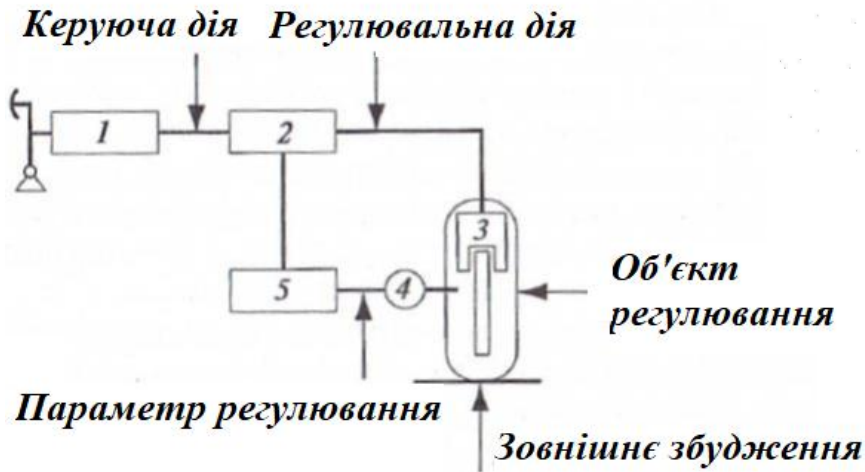 Керуюча дія Регулювальна дія
1
2
3
5
4
Об'єкт
регулювання
Параметр регулювання
Зовнішнє збудження